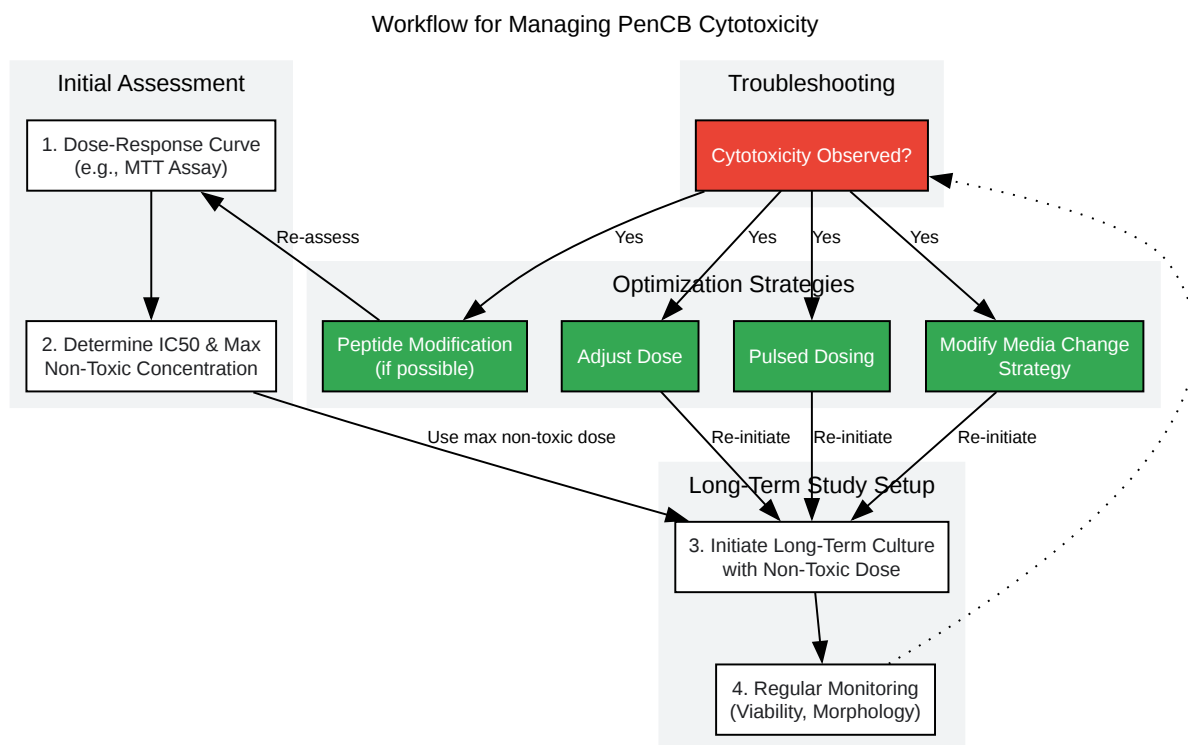 Workflow for Managing PenCB Cytotoxicity
Initial Assessment
Troubleshooting
1. Dose-Response Curve
(e.g., MTT Assay)
Cytotoxicity Observed?
Re-assess
Yes
Yes
Yes
Yes
Optimization Strategies
2. Determine IC50 & Max
Non-Toxic Concentration
Peptide Modification
(if possible)
Adjust Dose
Pulsed Dosing
Modify Media Change
Strategy
Use max non-toxic dose
Re-initiate
Re-initiate
Re-initiate
Long-Term Study Setup
3. Initiate Long-Term Culture
with Non-Toxic Dose
4. Regular Monitoring
(Viability, Morphology)